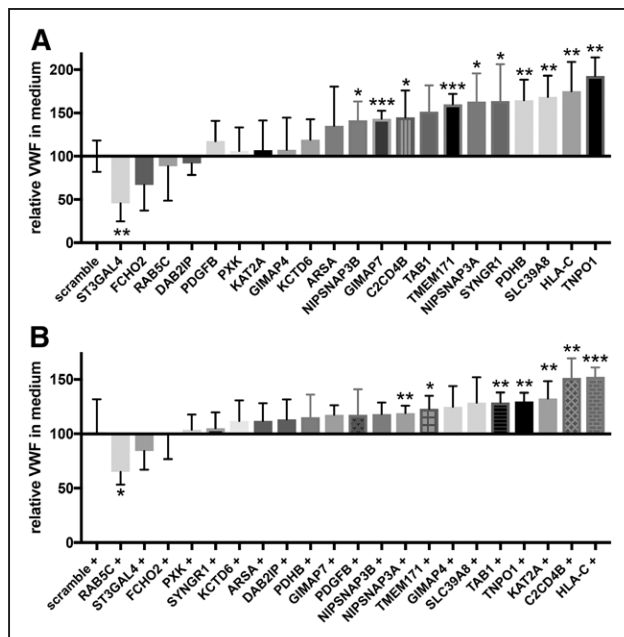 A
relative VWF in medium
200
150
100
50
0
** * *** * *** * * ** ** ** **
scramble
ST3GAL4
FCHO2
RAB5C
DAB2IP
PDGFB
PXK
KAT2A
GIMAP4
KCTD6
ARSA
NIPSNAP3B
GIMAP7
C2CD4B
TAB1
TMEM171
NIPSNAP3A
SYNGR1
PDHB
SLC39A8
HLA-C
TNPO1
B
relative VWF in medium
150
100
50
0
* ** * ** ** ** ** ***
scramble +
RAB5C +
ST3GAL4 +
FCHO2 +
PXK +
SYNGR1 +
KCTD6 +
ARSA +
DAB2IP +
PDHB +
GIMAP7 +
PDGFB +
NIPSNAP3B +
NIPSNAP3A +
TMEM171 +
GIMAP4 +
SLC39A8 +
TAB1 +
TNPO1 +
KAT2A +
C2CD4B +
HLA-C +